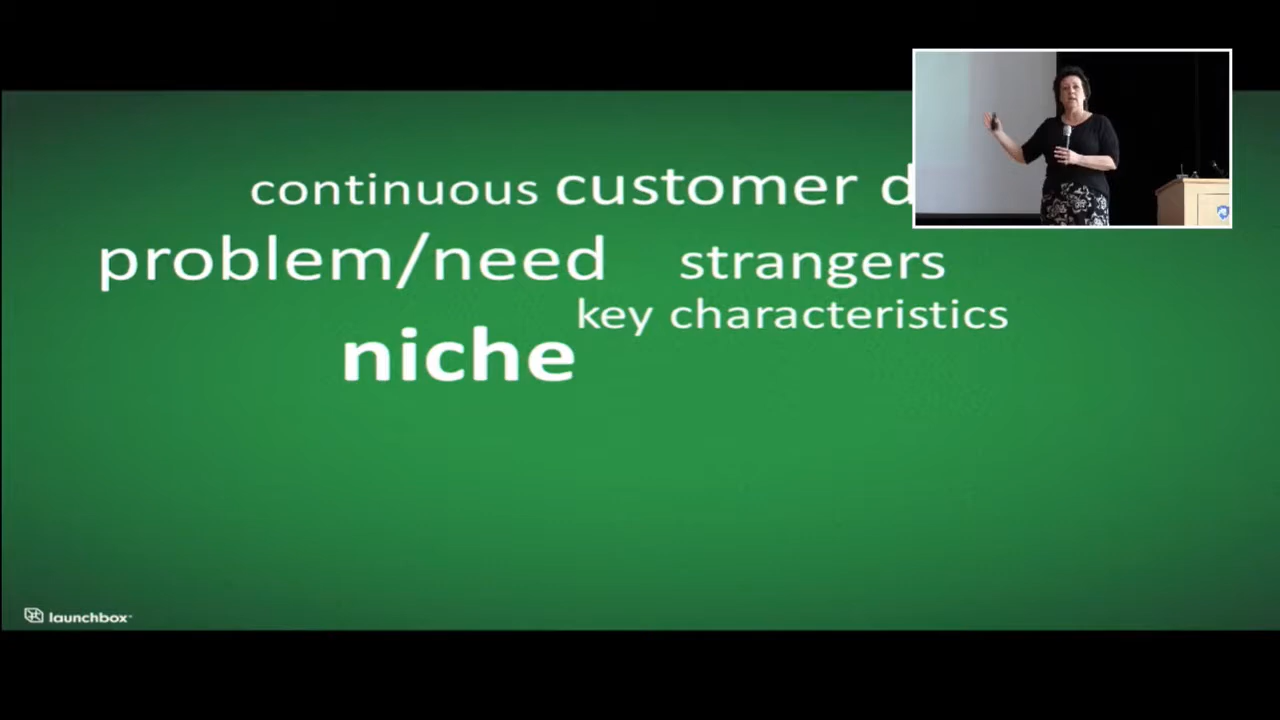 continuous customer d
problem/need strangers
key characteristics
niche
launchbox